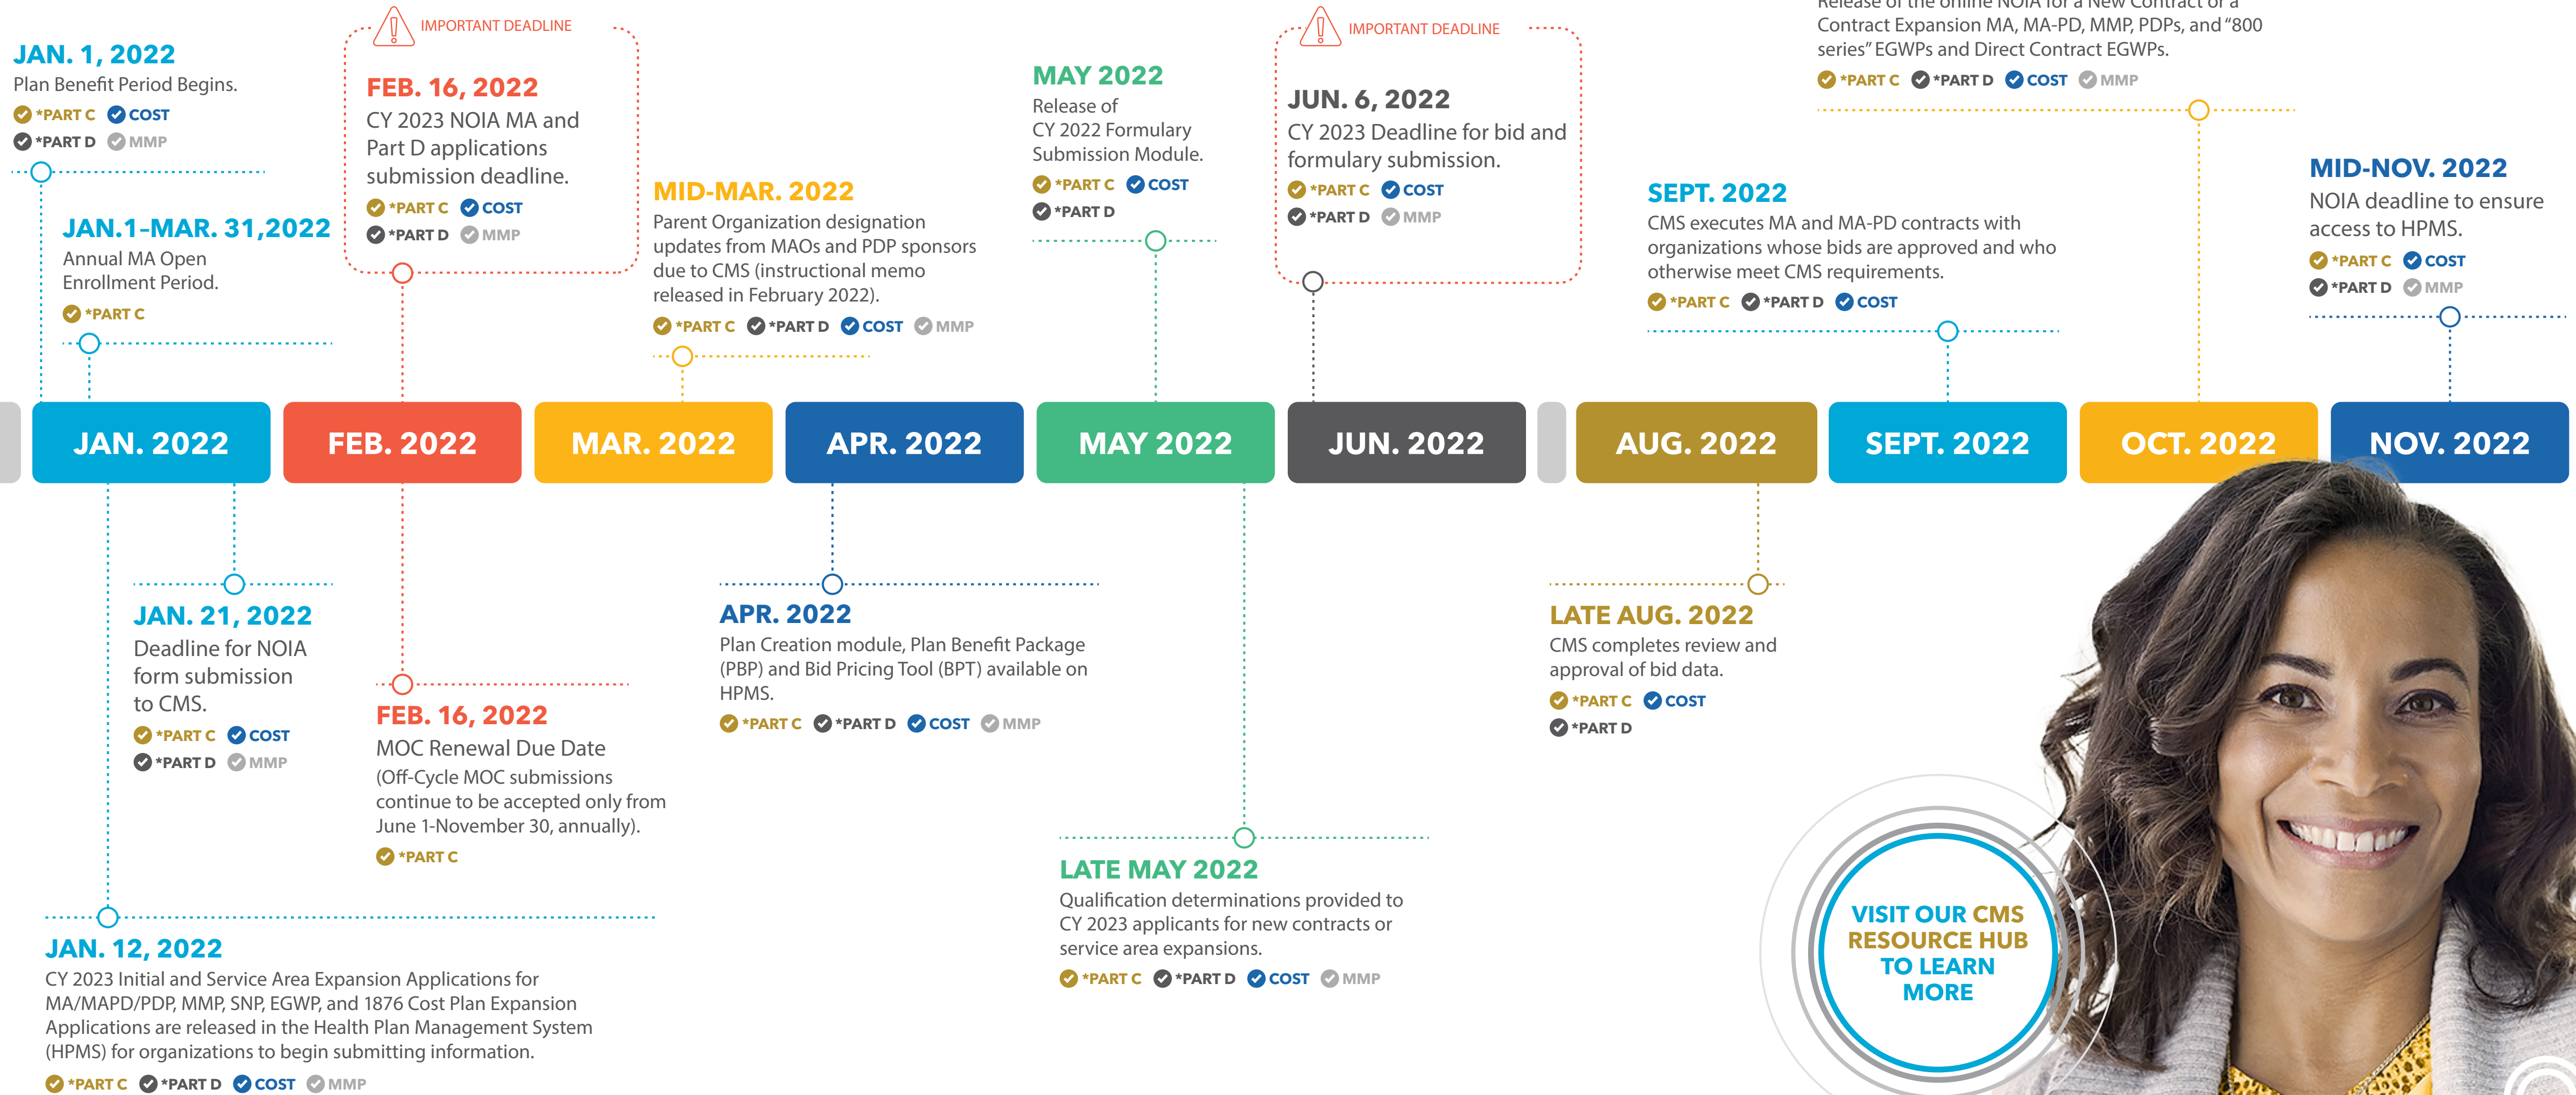 Release of the online NOIA for a New Contract or a
Contract Expansion MA, MA-PD, MMP, PDPs, and "800
series" EGWPs and Direct Contract EGWPs.
*PART C *PART D COST MMP
JAN. 1, 2022
Plan Benefit Period Begins.
*PART C COST
*PART D MMP
JAN.1–MAR. 31,2022
Annual MA Open
Enrollment Period.
*PART C
IMPORTANT DEADLINE
FEB. 16, 2022
CY 2023 NOIA MA and
Part D applications
submission deadline.
*PART C COST
*PART D MMP
MID-MAR. 2022
Parent Organization designation
updates from MAOs and PDP sponsors
due to CMS (instructional memo
released in February 2022).
*PART C *PART D COST MMP
MAY 2022
Release of
CY 2022 Formulary
Submission Module.
*PART C COST
*PART D
IMPORTANT DEADLINE
JUN. 6, 2022
CY 2023 Deadline for bid and
formulary submission.
*PART C COST
*PART D MMP
SEPT. 2022
CMS executes MA and MA-PD contracts with
organizations whose bids are approved and who
otherwise meet CMS requirements.
*PART C *PART D COST
MID-NOV. 2022
NOIA deadline to ensure
access to HPMS.
*PART C COST
*PART D MMP
JAN. 2022
FEB. 2022
MAR. 2022
APR. 2022
MAY 2022
JUN. 2022
AUG. 2022
SEPT. 2022
OCT. 2022
NOV. 2022
JAN. 21, 2022
Deadline for NOIA
form submission
to CMS.
*PART C COST
*PART D MMP
FEB. 16, 2022
MOC Renewal Due Date
(Off-Cycle MOC submissions
continue to be accepted only from
June 1-November 30, annually).
*PART C
APR. 2022
Plan Creation module, Plan Benefit Package
(PBP) and Bid Pricing Tool (BPT) available on
HPMS.
*PART C *PART D COST MMP
LATE AUG. 2022
CMS completes review and
approval of bid data.
*PART C COST
*PART D
LATE MAY 2022
Qualification determinations provided to
CY 2023 applicants for new contracts or
service area expansions.
*PART C *PART D COST MMP
JAN. 12, 2022
CY 2023 Initial and Service Area Expansion Applications for
MA/MAPD/PDP, MMP, SNP, EGWP, and 1876 Cost Plan Expansion
Applications are released in the Health Plan Management System
(HPMS) for organizations to begin submitting information.
*PART C *PART D COST MMP
VISIT OUR CMS
RESOURCE HUB
TO LEARN
MORE